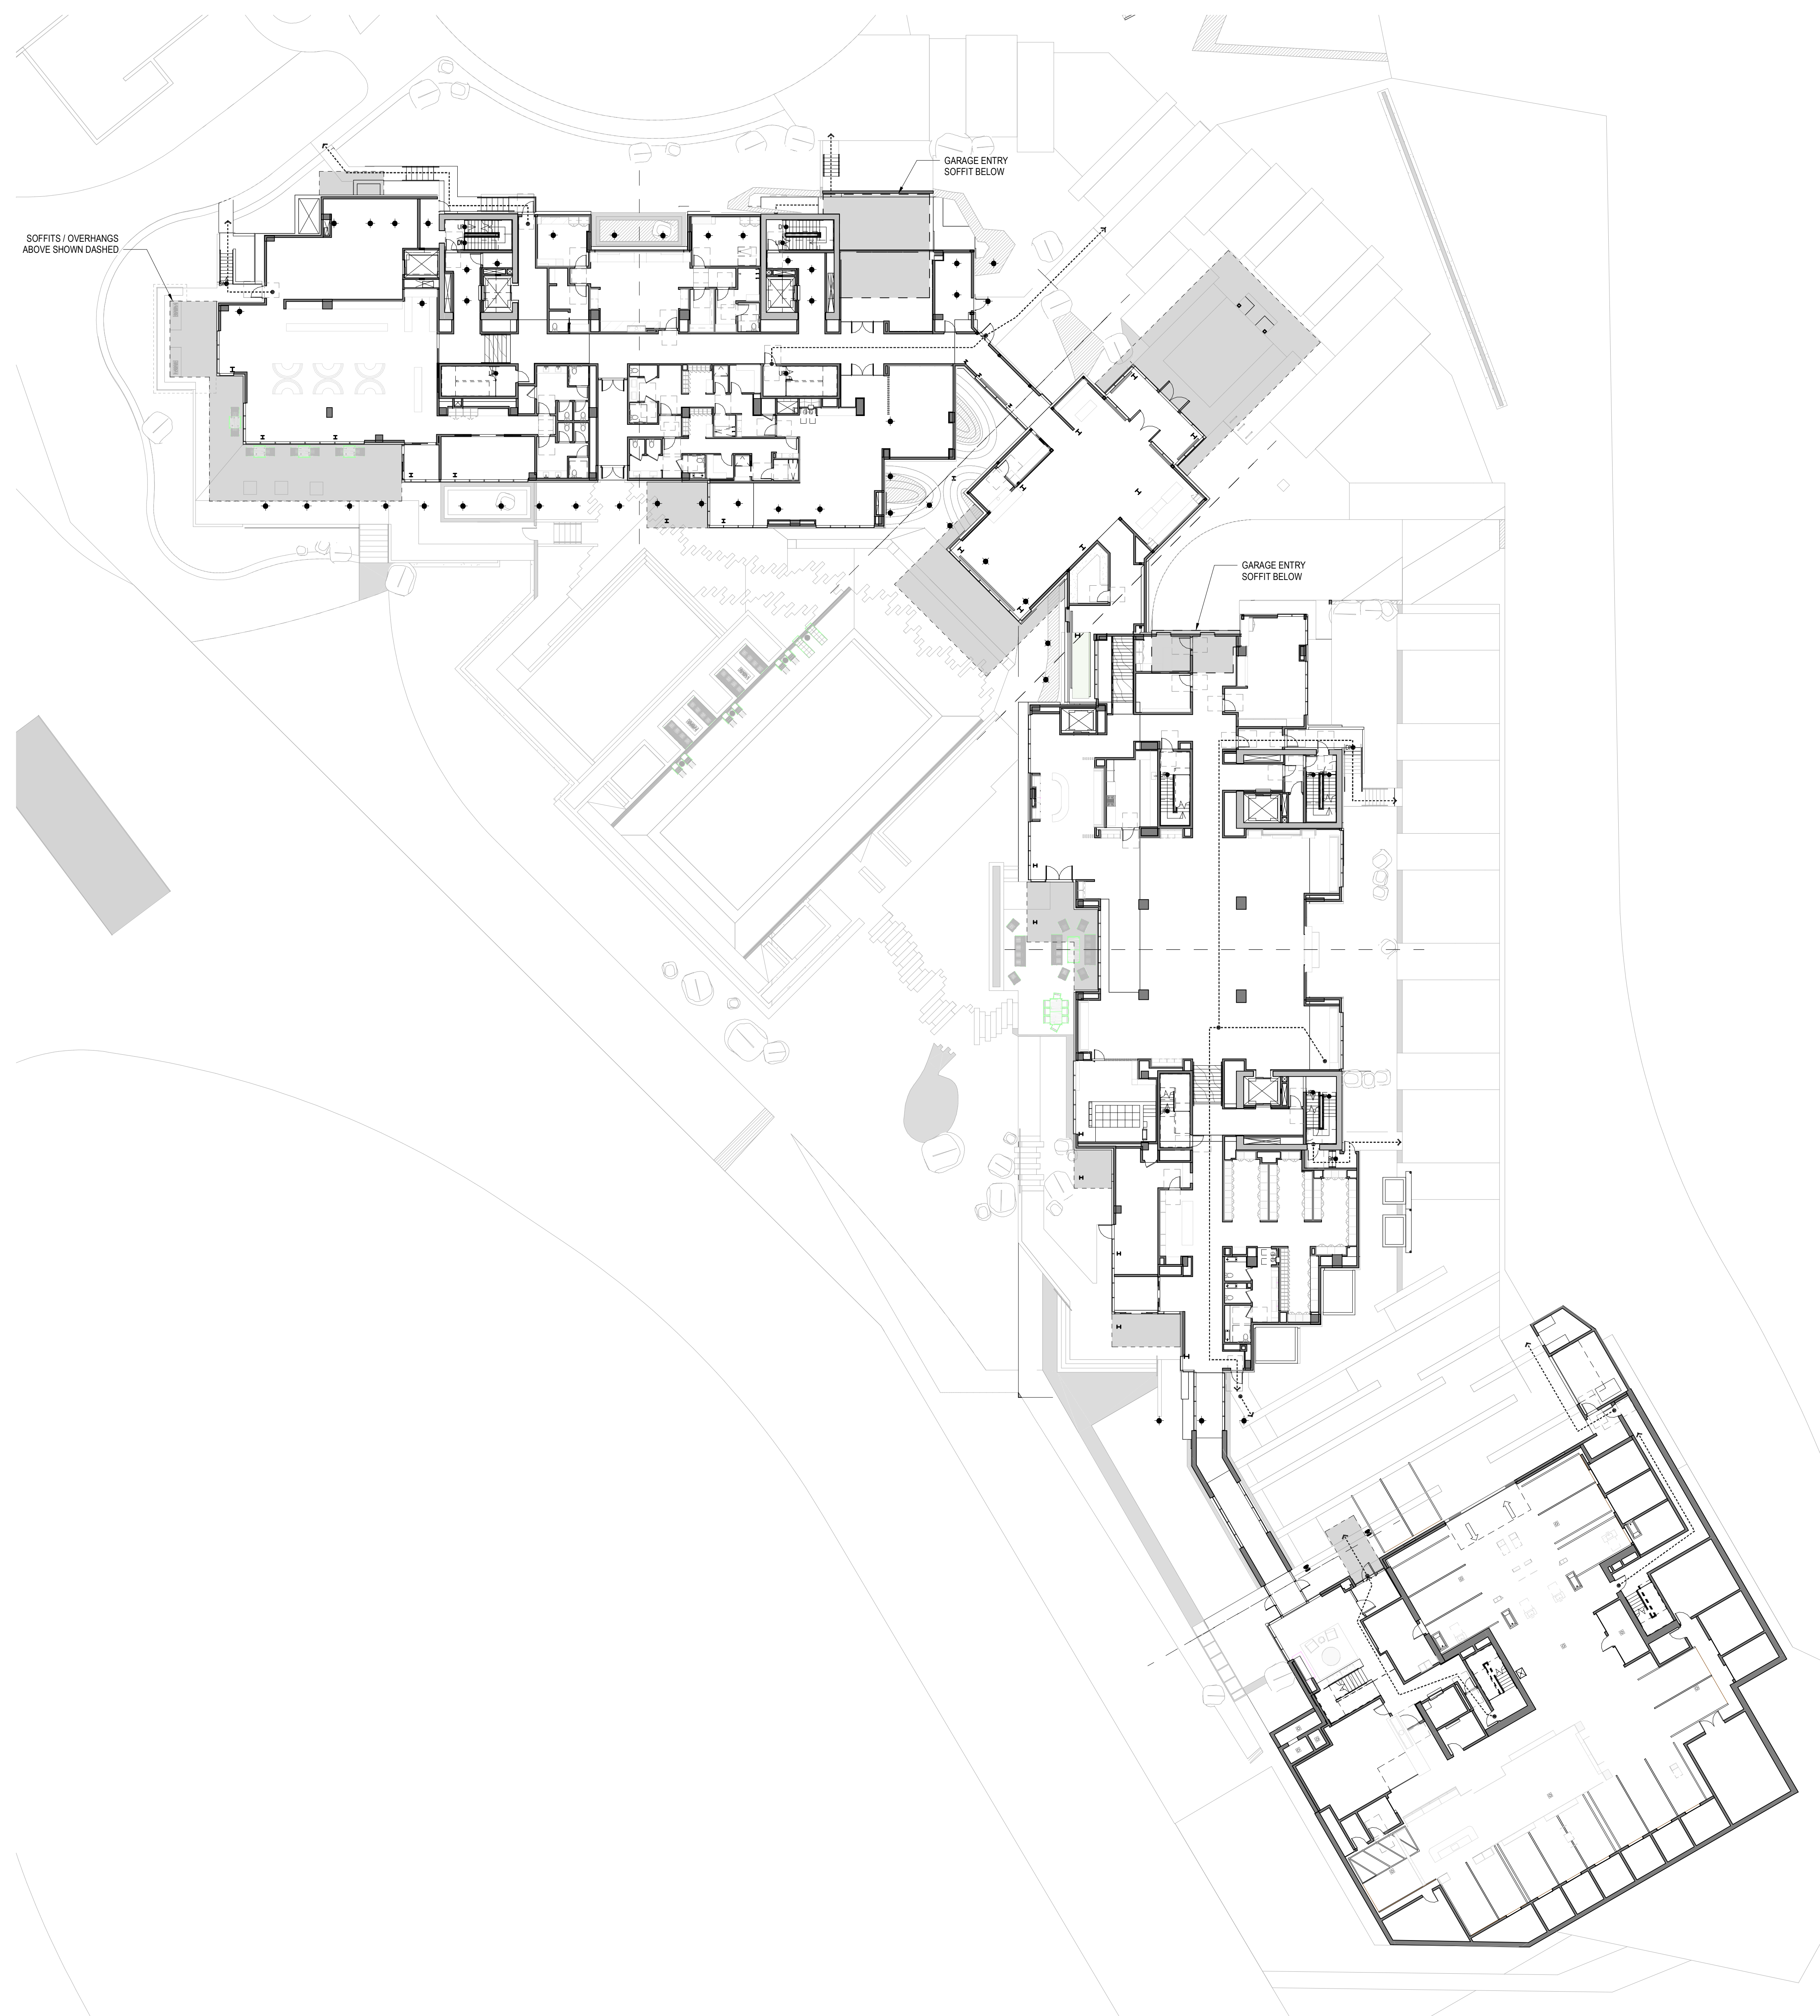 GARAGE ENTRY
SOFFIT BELOW
SOFFITS / OVERHANGS
ABOVE SHOWN DASHED
GARAGE ENTRY
SOFFIT BELOW